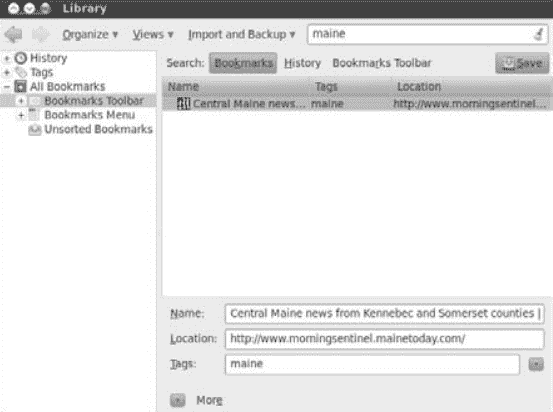 Library
Organize Views Import and Backup maine
History
Tags
All Bookmarks
Bookmarks Toolbar
Bookmarks Menu
Unsorted Bookmarks
Search: Bookmarks History Bookmarks Toolbar Save
Name Tags Location
Central Maine news... maine http://www.morningsentinel...
Name: Central Maine news from Kennebec and Somerset counties |
Location: http://www.morningsentinel.mainetoday.com/
Tags: maine
More